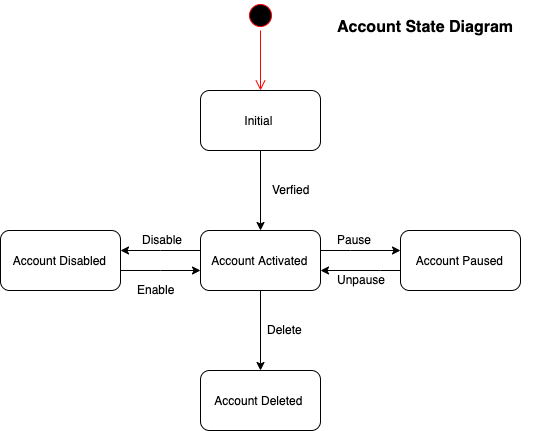 Account State Diagram
Initial
Verfied
Disable
Pause
Account Disabled
Account Activated
Account Paused
Enable
Unpause
Delete
Account Deleted